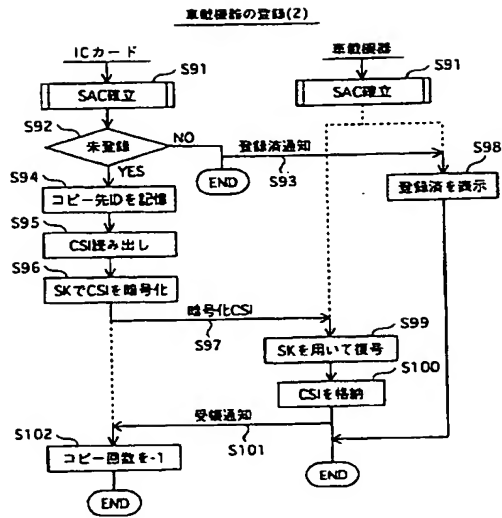 車載機器の登録(2)
ICカード
車載機器
S91
SAC確立
S91
SAC確立
S92
未登録
NO
YES
登録済通知
S93
END
S98
登録済を表示
S94
コピー先IDを記憶
S95
CSI読み出し
S96
SKでCSIを暗号化
暗号化CSI
S97
S99
SKを用いて復号
S100
CSIを格納
受領通知
S101
S102
コピー回数を-1
END
END